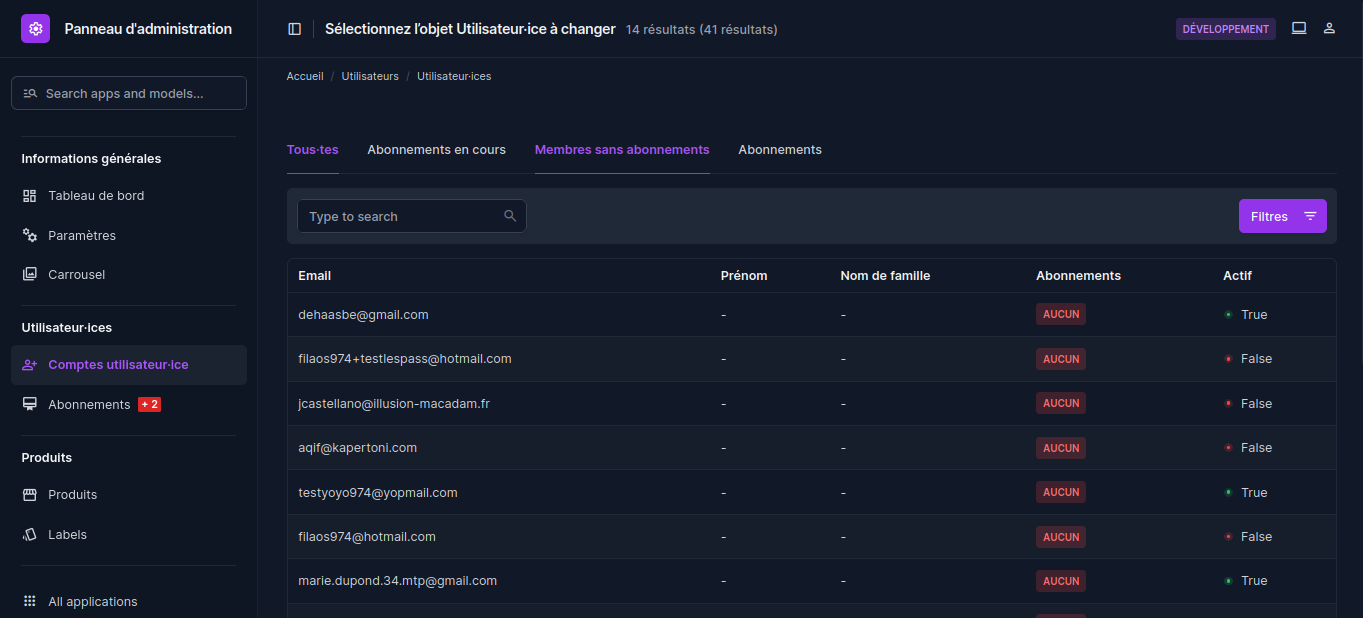 Panneau d'administration
Sélectionnez l’objet Utilisateur·ice à changer 14 résultats (41 résultats)
DÉVELOPPEMENT
Search apps and models...
Accueil / Utilisateurs / Utilisateur·ices
Informations générales
Tableau de bord
Paramètres
Carrousel
Utilisateur·ices
Comptes utilisateur·ice
Abonnements + 2
Produits
Produits
Labels
All applications
Tous·tes Abonnements en cours Membres sans abonnements Abonnements
Type to search
Filtres
Email Prénom Nom de famille Abonnements Actif
dehaasbe@gmail.com - - AUCUN True
filaos974+testlespass@hotmail.com - - AUCUN False
jcastellano@illusion-macadam.fr - - AUCUN False
aqif@kapertoni.com - - AUCUN False
testyoyo974@yopmail.com - - AUCUN True
filaos974@hotmail.com - - AUCUN False
marie.dupond.34.mtp@gmail.com - - AUCUN True